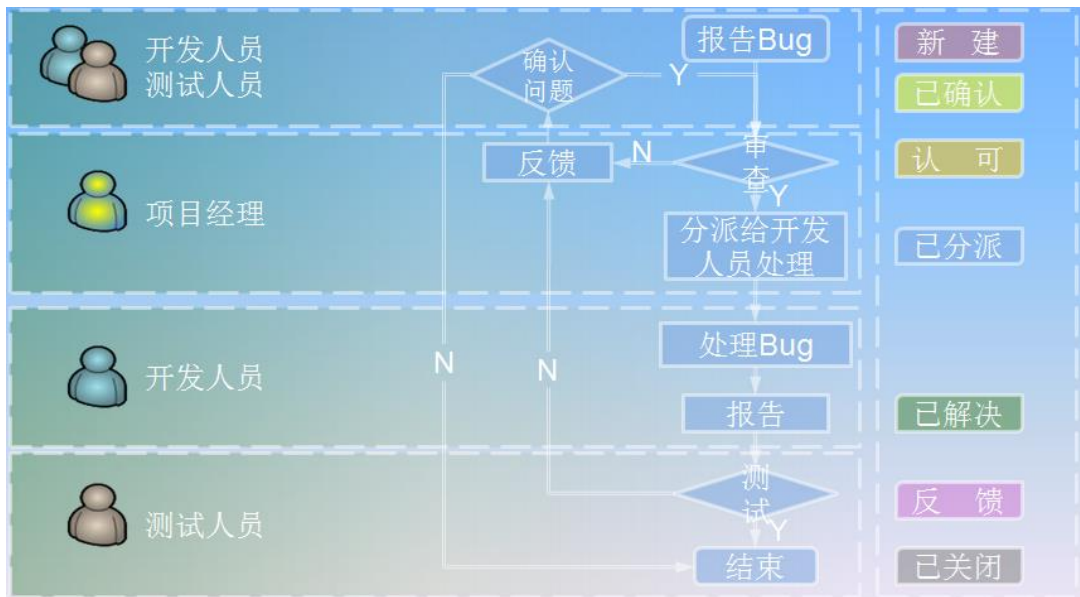 开发人员
测试人员
确认
问题
Y
报告Bug
新 建
已确认
项目经理
反馈
N
审
查
Y
分派给开发
人员处理
认 可
已分派
开发人员
N
N
处理Bug
报告
已解决
测试人员
测
试
Y
结束
反 馈
已关闭